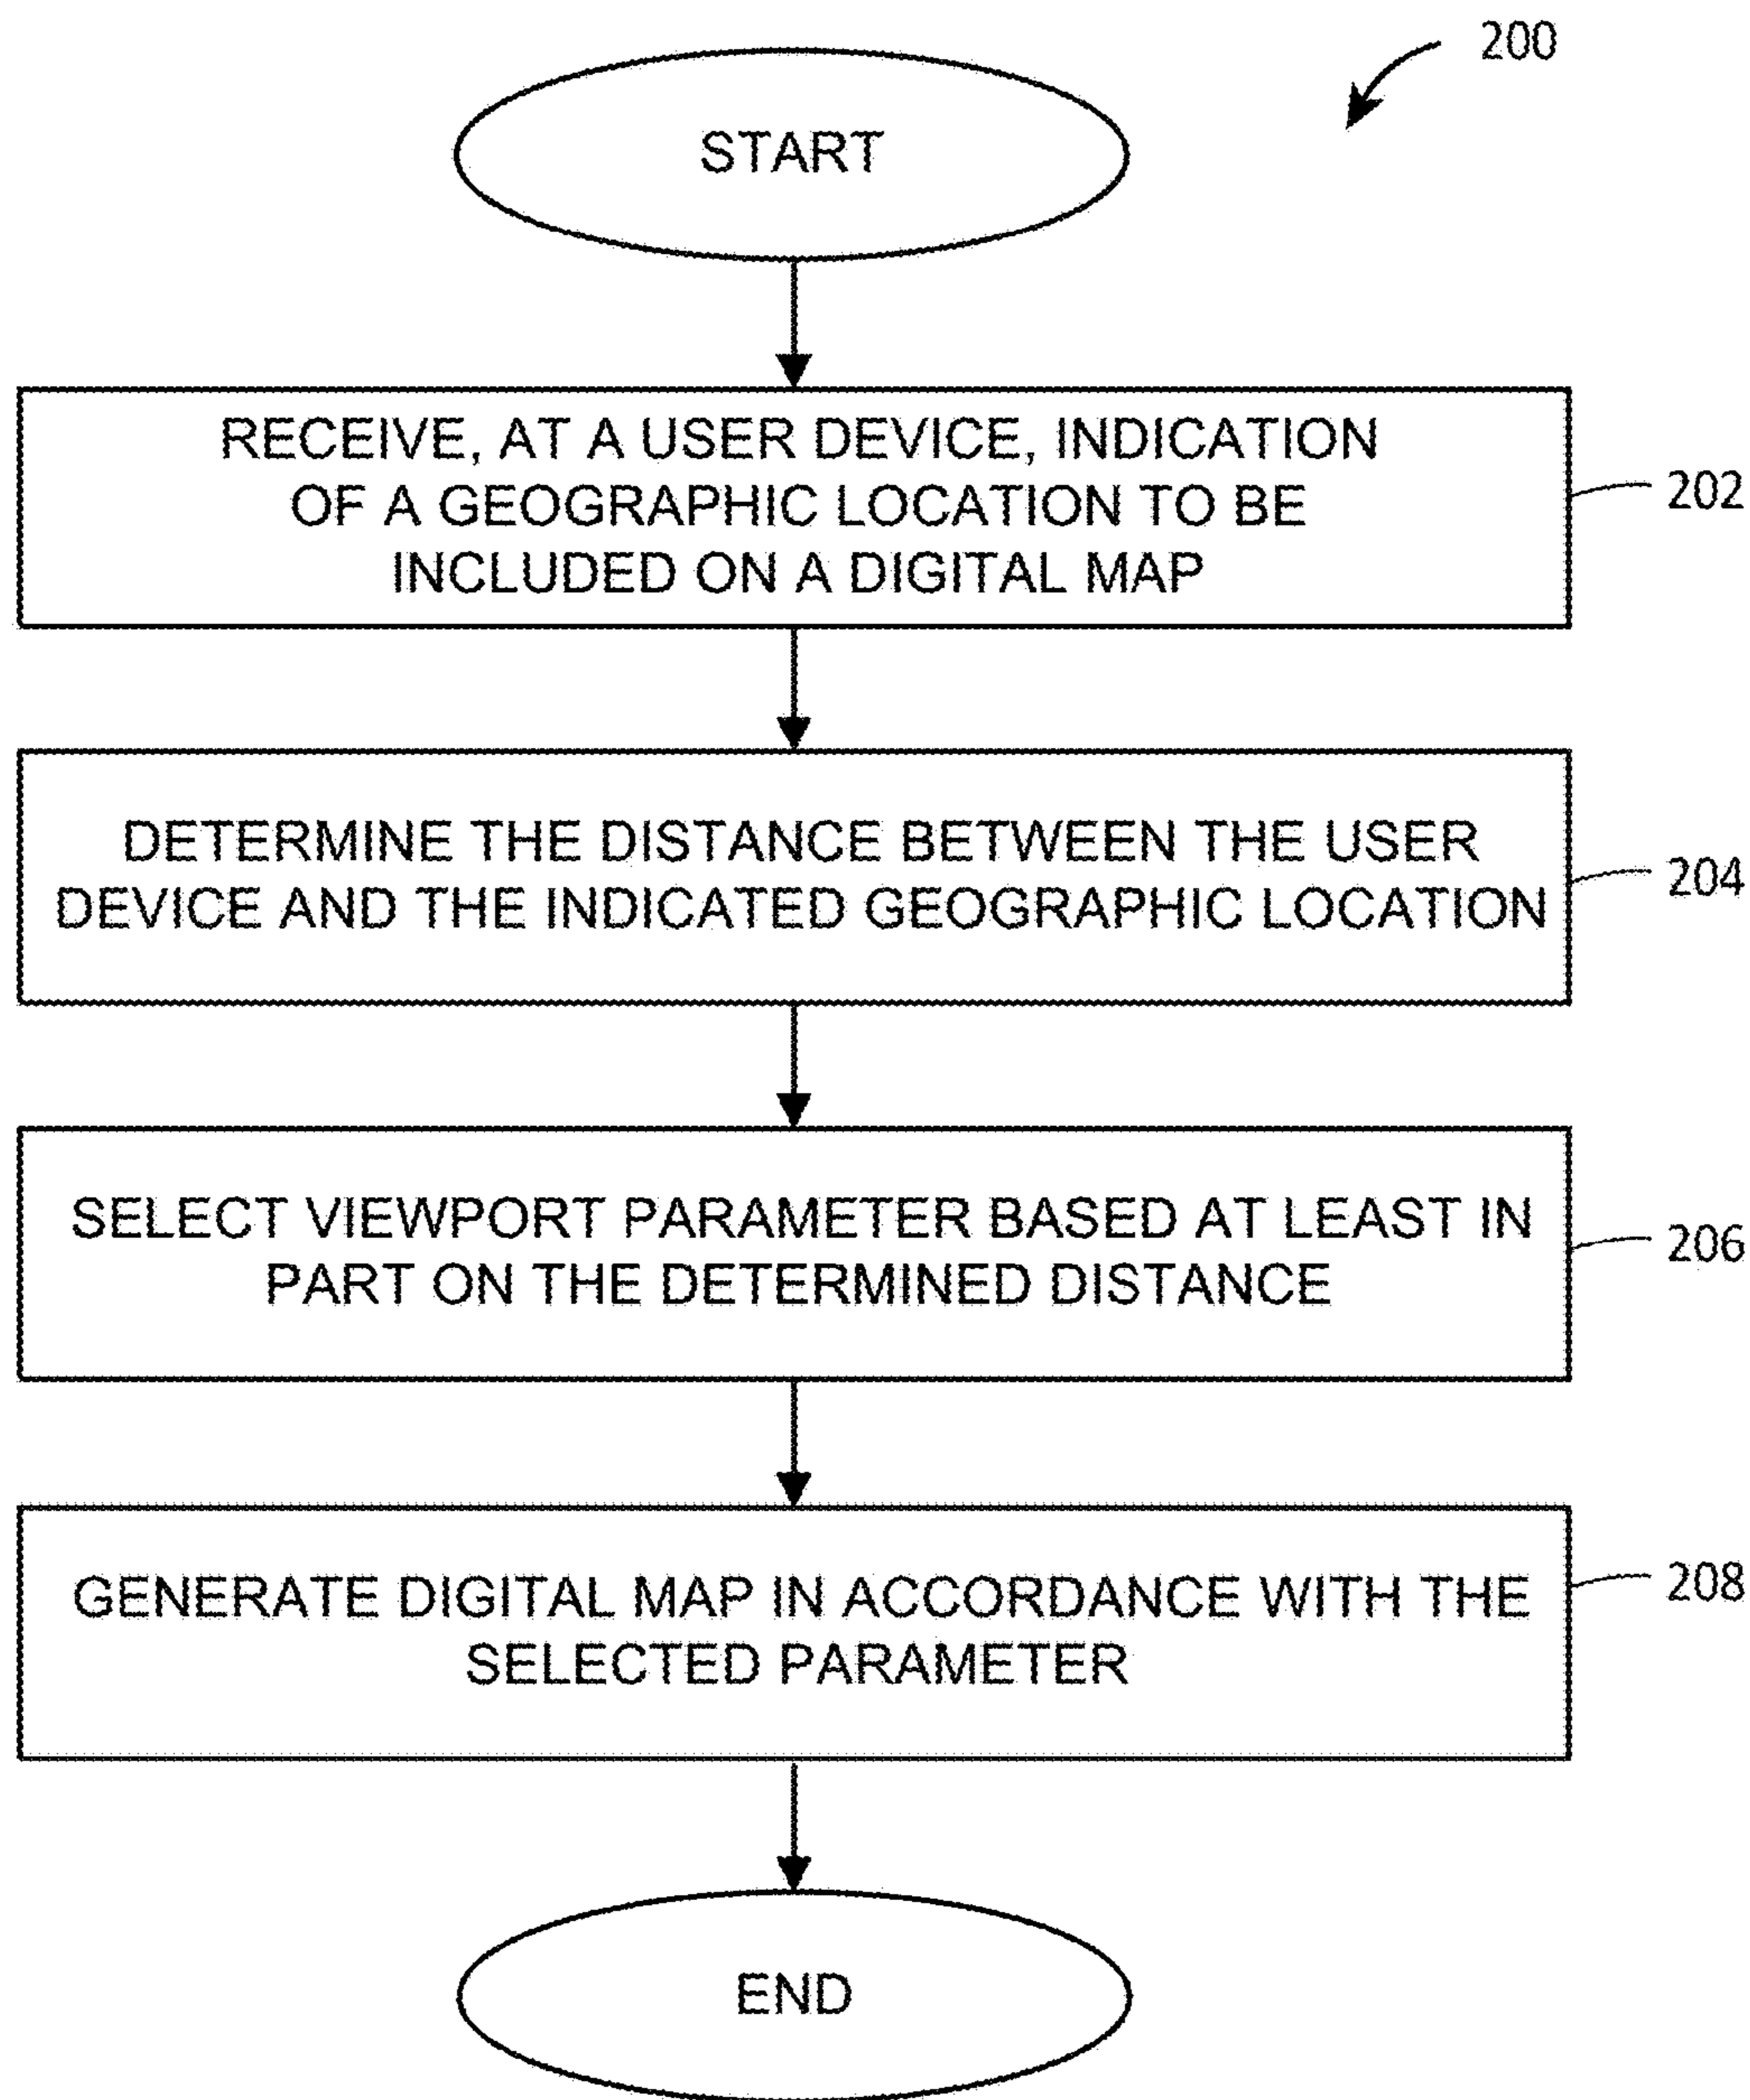 200
START
RECEIVE, AT A USER DEVICE, INDICATION
OF A GEOGRAPHIC LOCATION TO BE
INCLUDED ON A DIGITAL MAP
202
DETERMINE THE DISTANCE BETWEEN THE USER
DEVICE AND THE INDICATED GEOGRAPHIC LOCATION
204
SELECT VIEWPORT PARAMETER BASED AT LEAST IN
PART ON THE DETERMINED DISTANCE
206
GENERATE DIGITAL MAP IN ACCORDANCE WITH THE
SELECTED PARAMETER
208
END